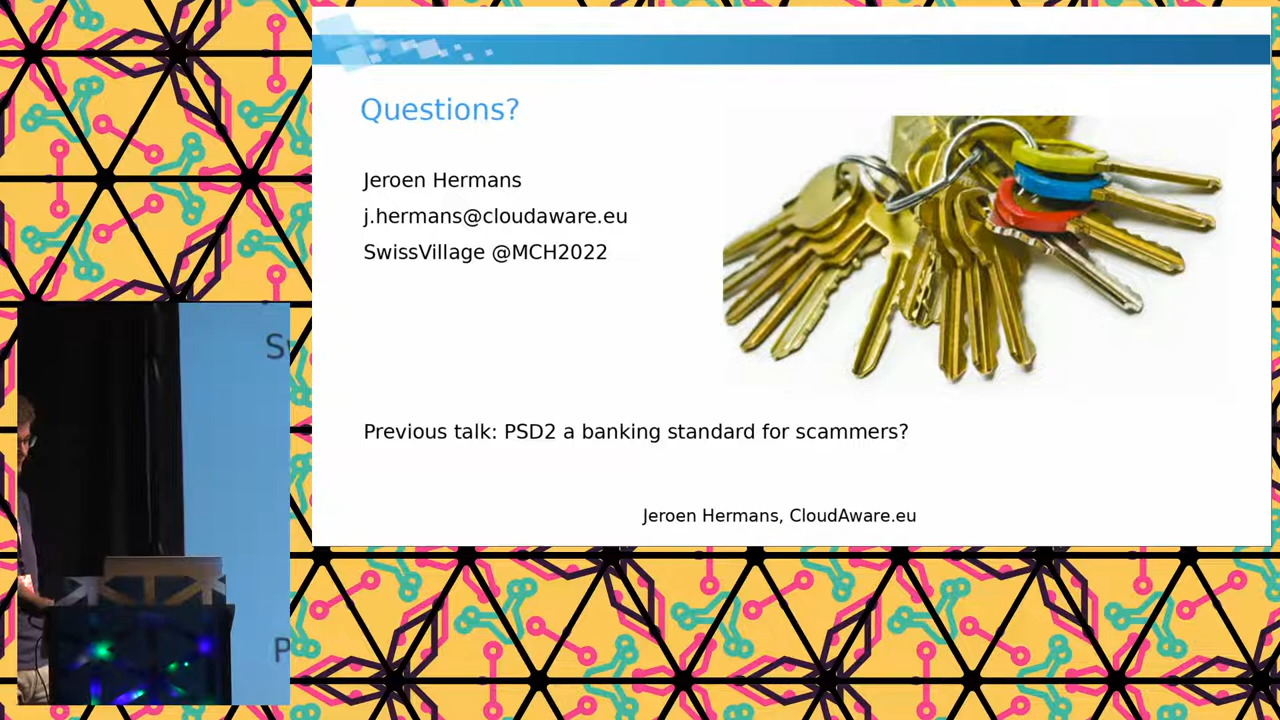 Questions?
Jeroen Hermans
j.hermans@cloudaware.eu
SwissVillage @MCH2022
Previous talk: PSD2 a banking standard for scammers?
Jeroen Hermans, CloudAware.eu